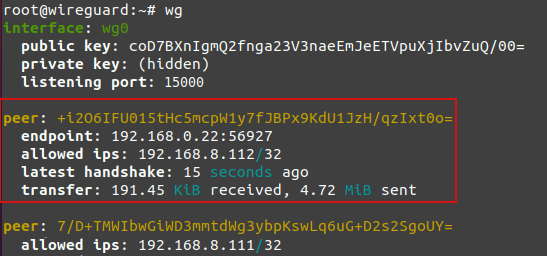 root@wireguard:~# wg
interface: wg0
public key: coD7BXnIgmQ2fnga23V3naeEmJeETVpuXjIbvZuQ/00=
private key: (hidden)
listening port: 15000
peer: +i2O6IFU015tHc5mcpW1y7fJBPx9KdU1JzH/qzIxt0o=
endpoint: 192.168.0.22:56927
allowed ips: 192.168.8.112/32
latest handshake: 15 seconds ago
transfer: 191.45 KiB received, 4.72 MiB sent
peer: 7/D+TMWIbwGiWD3mmtdWg3ybpKswLq6uG+D2s2SgoUY=
allowed ips: 192.168.8.111/32